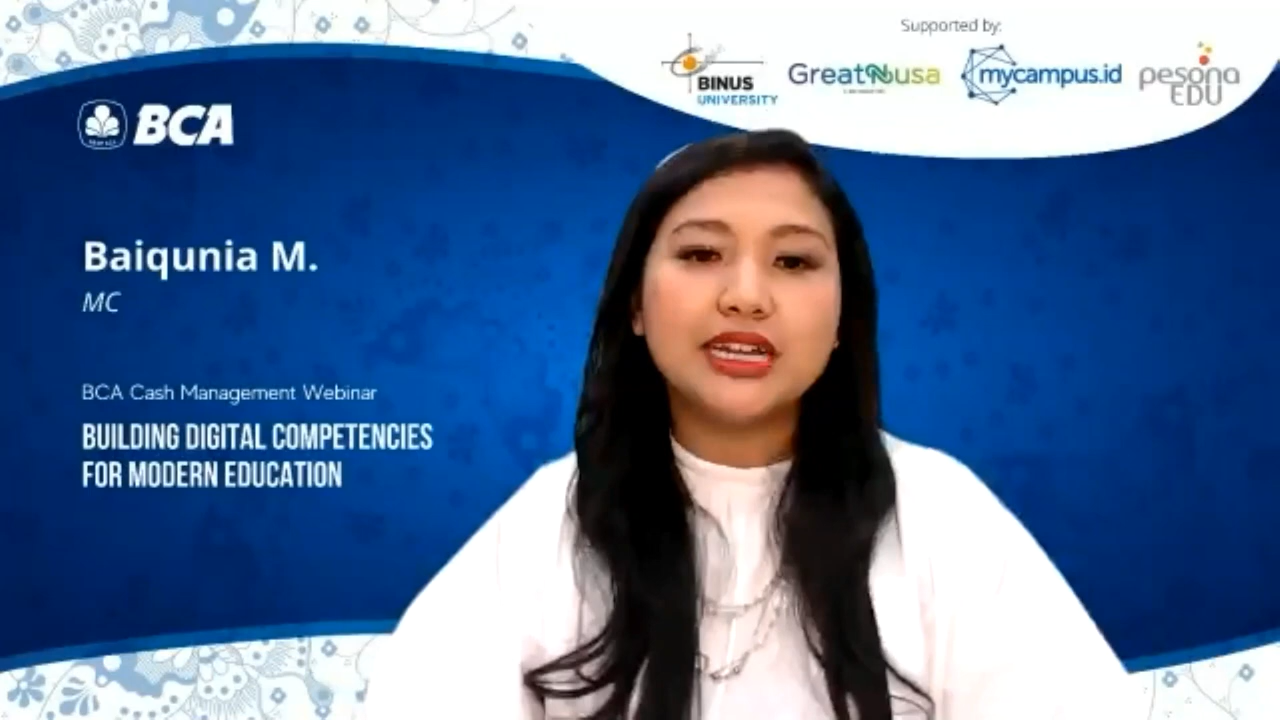 Supported by:
BINUS
UNIVERSITY
GreatNusa
mycampus.id
pesona
EDU
BCA
Baiqunia M.
MC
BCA Cash Management Webinar
BUILDING DIGITAL COMPETENCIES
FOR MODERN EDUCATION